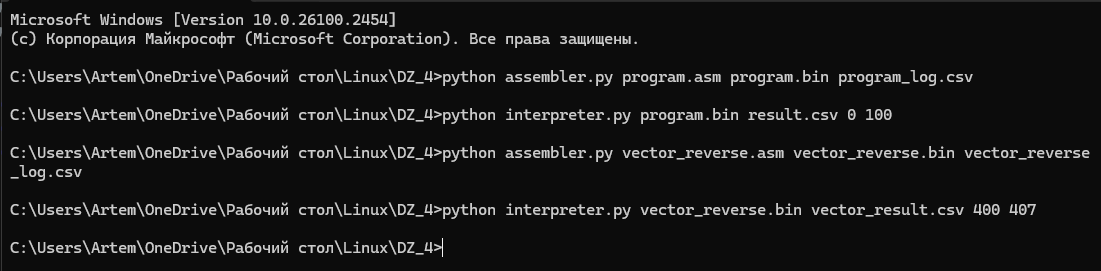 Microsoft Windows [Version 10.0.26100.2454]
(c) Корпорация Майкрософт (Microsoft Corporation). Все права защищены.
C:\Users\Artem\OneDrive\Рабочий стол\Linux\DZ_4>python assembler.py program.asm program.bin program_log.csv
C:\Users\Artem\OneDrive\Рабочий стол\Linux\DZ_4>python interpreter.py program.bin result.csv 0 100
C:\Users\Artem\OneDrive\Рабочий стол\Linux\DZ_4>python assembler.py vector_reverse.asm vector_reverse.bin vector_reverse
_log.csv
C:\Users\Artem\OneDrive\Рабочий стол\Linux\DZ_4>python interpreter.py vector_reverse.bin vector_result.csv 400 407
C:\Users\Artem\OneDrive\Рабочий стол\Linux\DZ_4>